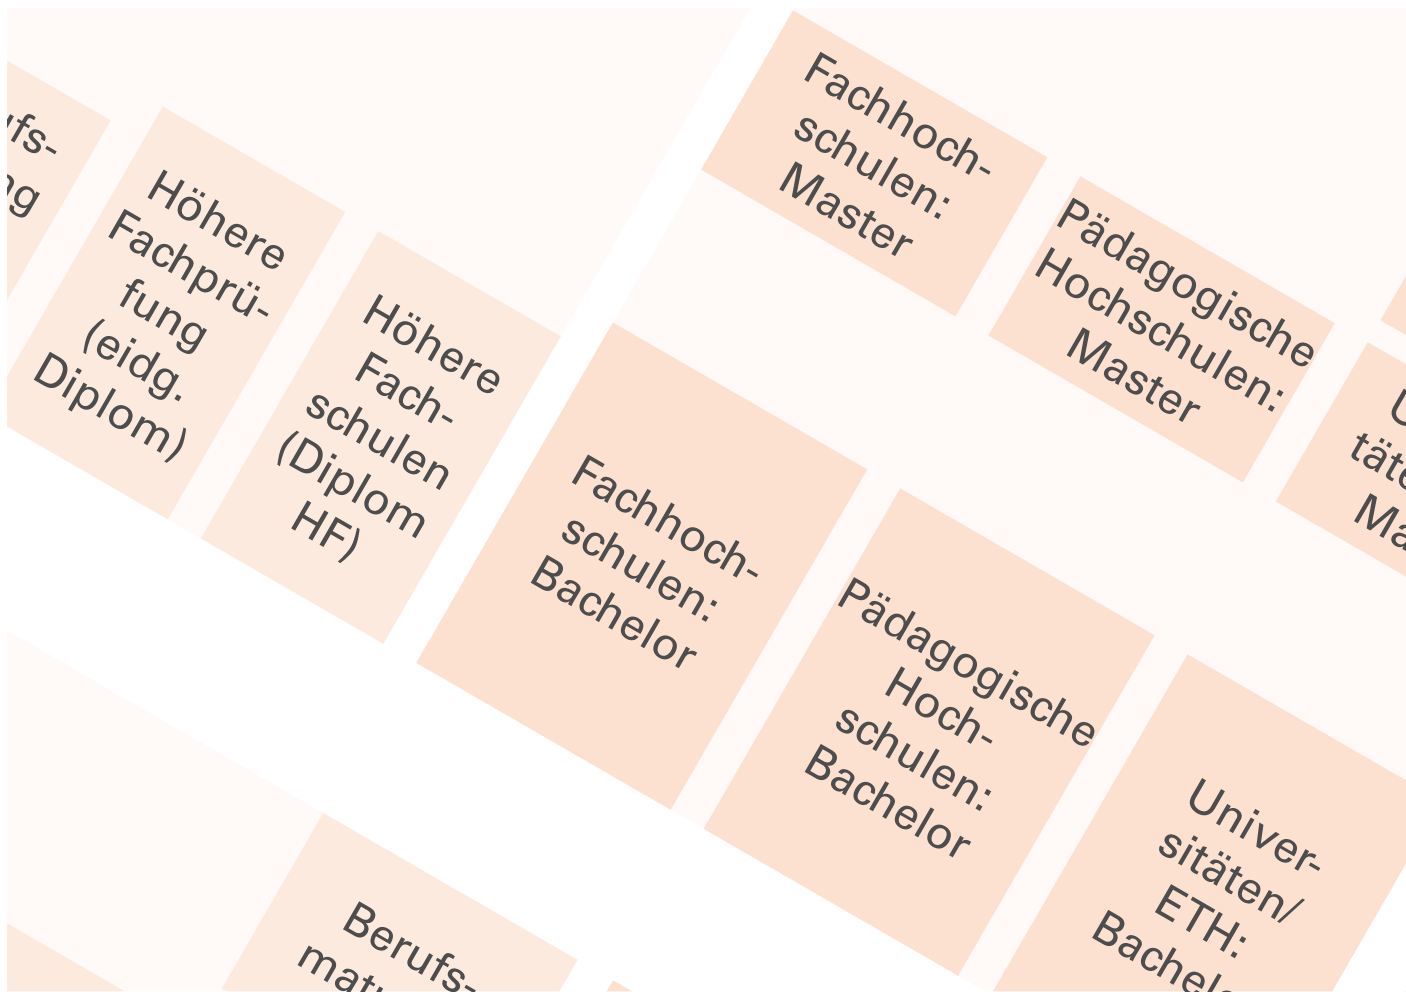 Höhere
Fachprü-
fung
(eidg.
Diplom)
Höhere
Fach-
schulen
(Diplom
HF)
Fachhoch-
schulen:
Master
Pädagogische
Hochschulen:
Master
Fachhoch-
schulen:
Bachelor
Pädagogische
Hoch-
schulen:
Bachelor
Univer-
sitäten/
ETH:
Berufs-